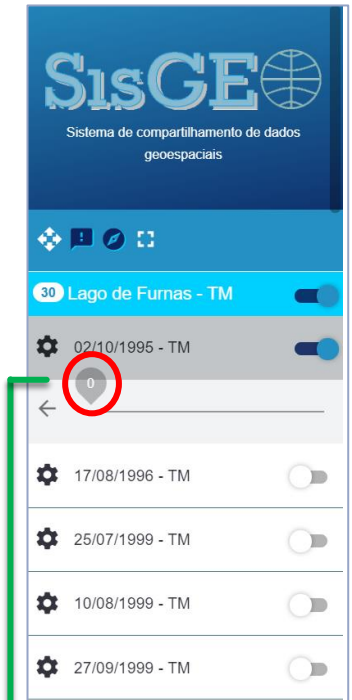 SisGEO
Sistema de compartilhamento de dados
geoespaciais
30 Lago de Furnas - TM
02/10/1995 - TM
0
17/08/1996 - TM
25/07/1999 - TM
10/08/1999 - TM
27/09/1999 - TM